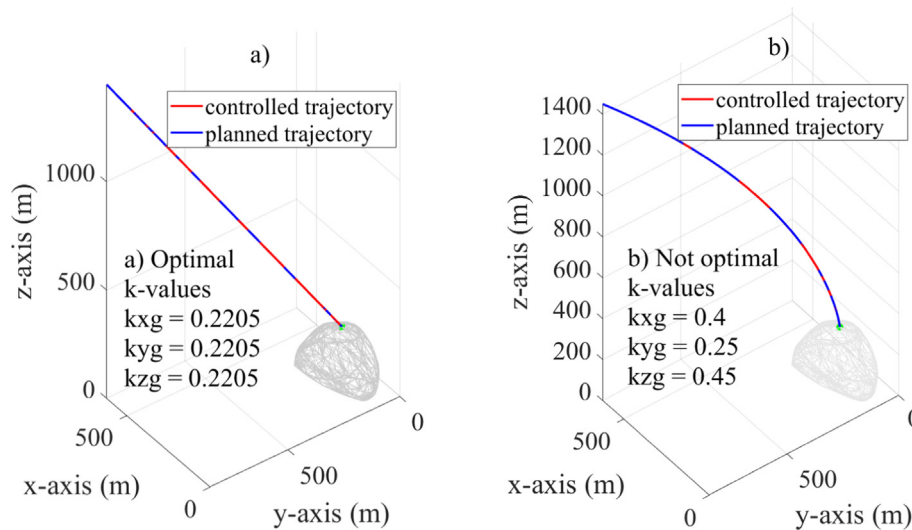 a)
controlled trajectory
planned trajectory
1000
500
0
z-axis (m)
a) Optimal
k-values
kxg = 0.2205
kyg = 0.2205
kzg = 0.2205
500
0
x-axis (m)
500
0
y-axis (m)
b)
controlled trajectory
planned trajectory
1400
1200
1000
800
600
400
200
0
z-axis (m)
b) Not optimal
k-values
kxg = 0.4
kyg = 0.25
kzg = 0.45
500
0
x-axis (m)
500
0
y-axis (m)